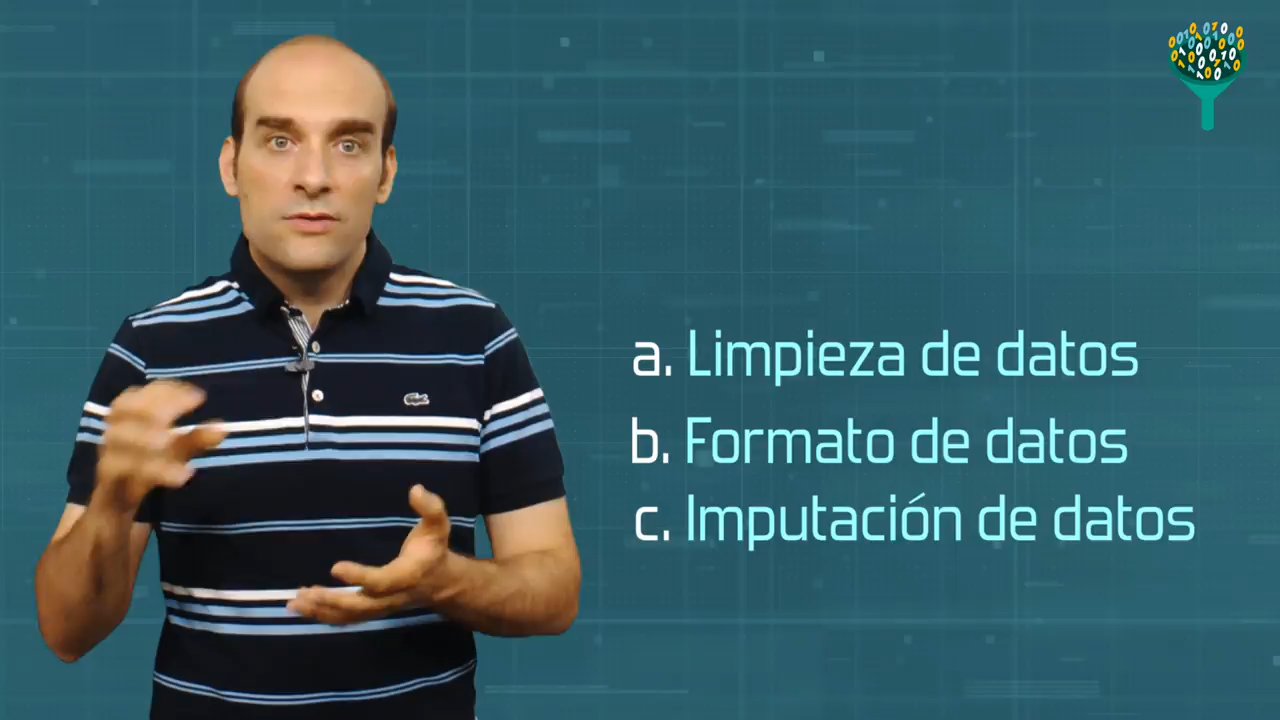 a. Limpieza de datos
b. Formato de datos
c. Imputación de datos